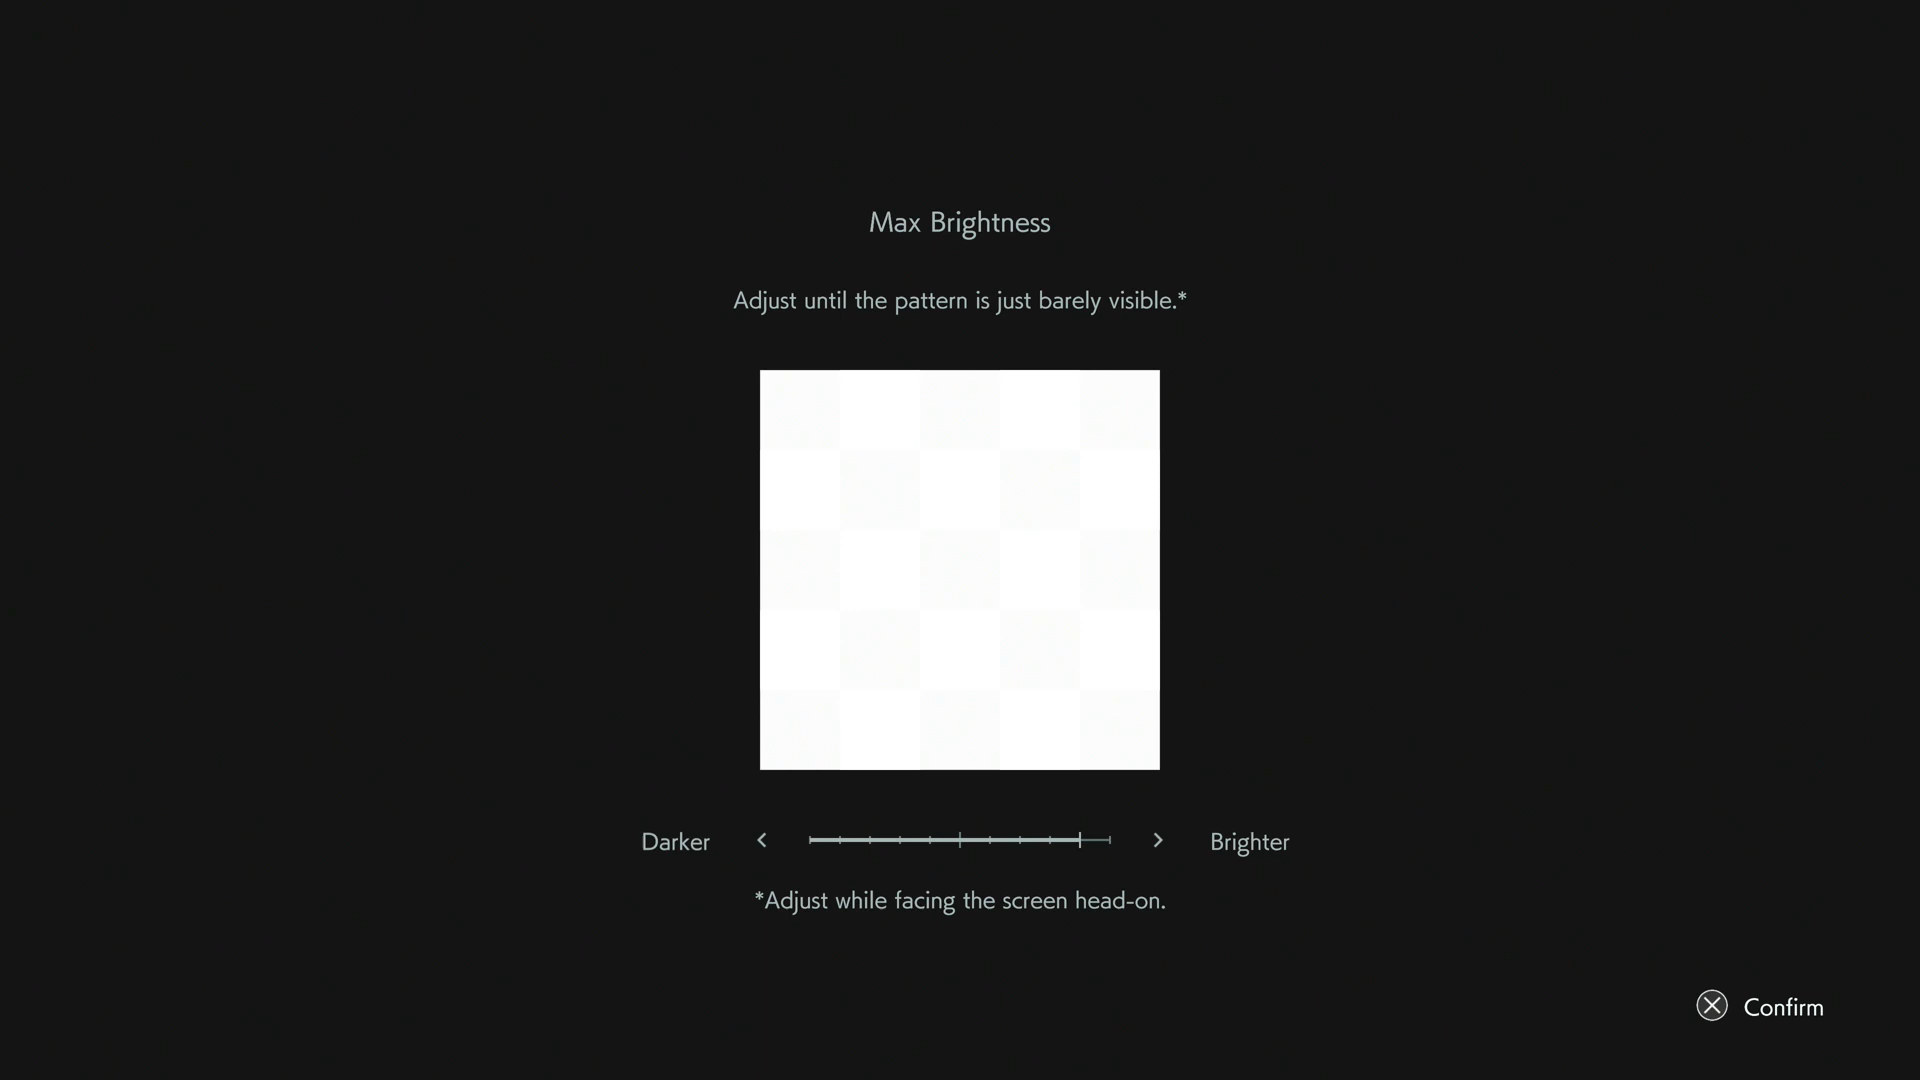 Max Brightness
Adjust until the pattern is just barely visible.*
Darker
Brighter
*Adjust while facing the screen head-on.
Confirm